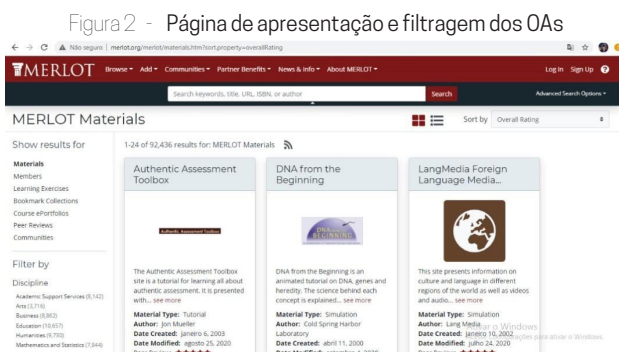 Figura 2 - Página de apresentação e filtragem dos OAs
Não seguro | merlot.org/merlot/materials.htm?sort.property=overallRating
MERLOT Browse Add Communities Partner Benefits News & Info About MERLOT Log In Sign Up
Search keywords, title, URL, ISBN, or author Search Advanced Search Options
MERLOT Materials Sort by Overall Rating
Show results for
Materials
Members
Learning Exercises
Bookmark Collections
Course ePortfolios
Peer Reviews
Communities
Filter by
Discipline
Academic Support Services (8,142)
Arts (3,716)
Business (8,862)
Education (10,657)
Humanities (9,750)
Mathematics and Statistics (7,844)
1-24 of 92,436 results for: MERLOT Materials
Authentic Assessment
Toolbox
Authentic Assessment Toolbox
The Authentic Assessment Toolbox
site is a tutorial for learning all about
authentic assessment. It is presented
with... see more
Material Type: Tutorial
Author: Jon Mueller
Date Created: janeiro 6, 2003
Date Modified: agosto 25, 2020
DNA from the
Beginning
DNA from the
BEGINNING
DNA from the Beginning is an
animated tutorial on DNA, genes and
heredity. The science behind each
concept is explained... see more
Material Type: Simulation
Author: Cold Spring Harbor
Laboratory
Date Created: abril 11, 2000
LangMedia Foreign
Language Media...
This site presents information on
culture and language in different
regions of the world as well as videos
and audio... see more
Material Type: Simulation
Author: Lang Media
Date Created: janeiro 10, 2002
Date Modified: julho 24, 2020